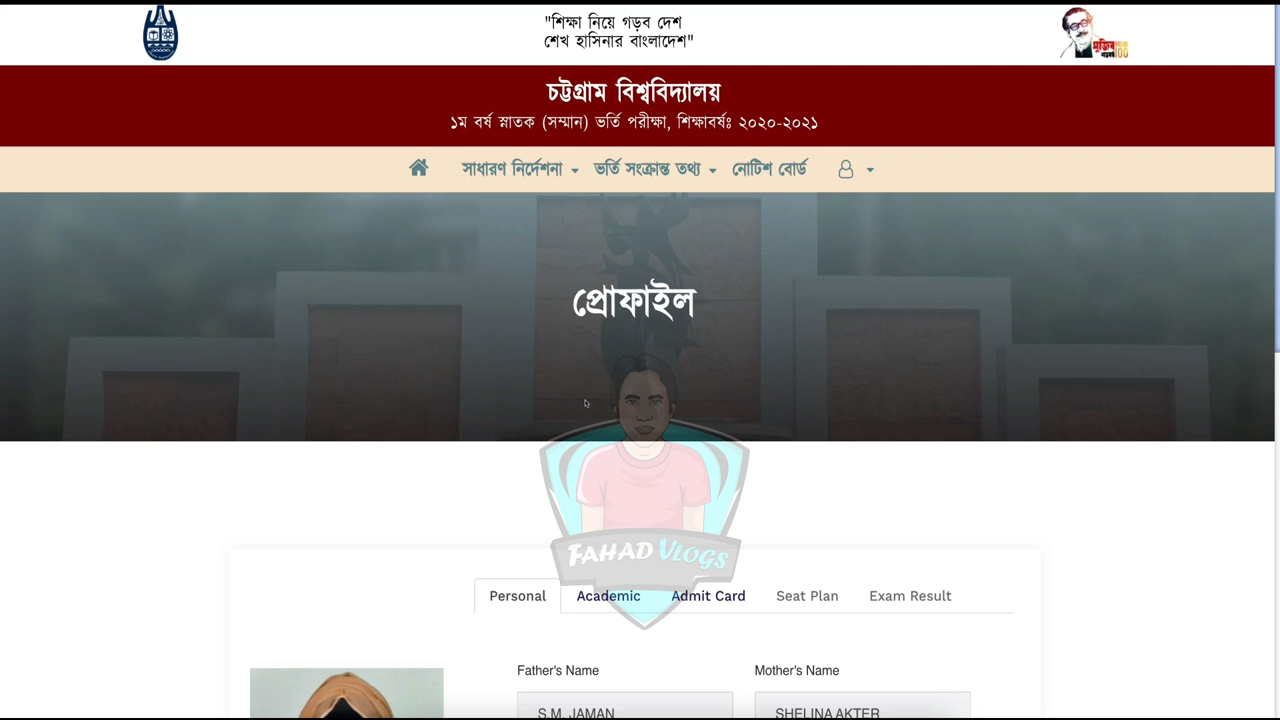 "শিক্ষা নিয়ে গড়ব দেশ
শেখ হাসিনার বাংলাদেশ"
চট্টগ্রাম বিশ্ববিদ্যালয়
১ম বর্ষ স্নাতক (সম্মান) ভর্তি পরীক্ষা, শিক্ষাবর্ষঃ ২০২০-২০২১
সাধারণ নির্দেশনা ভর্তি সংক্রান্ত তথ্য নোটিশ বোর্ড
প্রোফাইল
FAHAD VLOGS
Personal Academic Admit Card Seat Plan Exam Result
Father's Name Mother's Name
S.M. JAMAN SHELINA AKTER